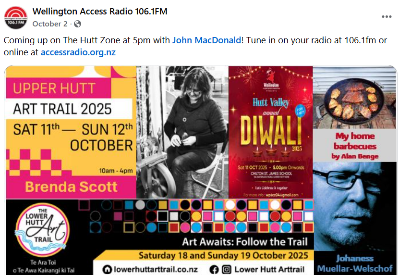 Wellington Access Radio 106.1FM
October 2
Coming up on The Hutt Zone at 5pm with John MacDonald! Tune in on your radio at 106.1fm or
online at accessradio.org.nz
UPPER HUTT
ART TRAIL 2025
SAT 11th — SUN 12th
OCTOBER
10am - 4pm
Brenda Scott
Hutt Valley
DIWALI
2025
My home
barbecues
by Alan Benge
THE
LOWER
HUTT
Art
TRAIL
Te Ara Toi
o Te Awa Kairangi ki Tai
Art Awaits: Follow the Trail
Saturday 18 and Sunday 19 October 2025
lowerhuttarttrail.co.nz
Lower Hutt Art Trail
Johaness
Muellar-Welschof